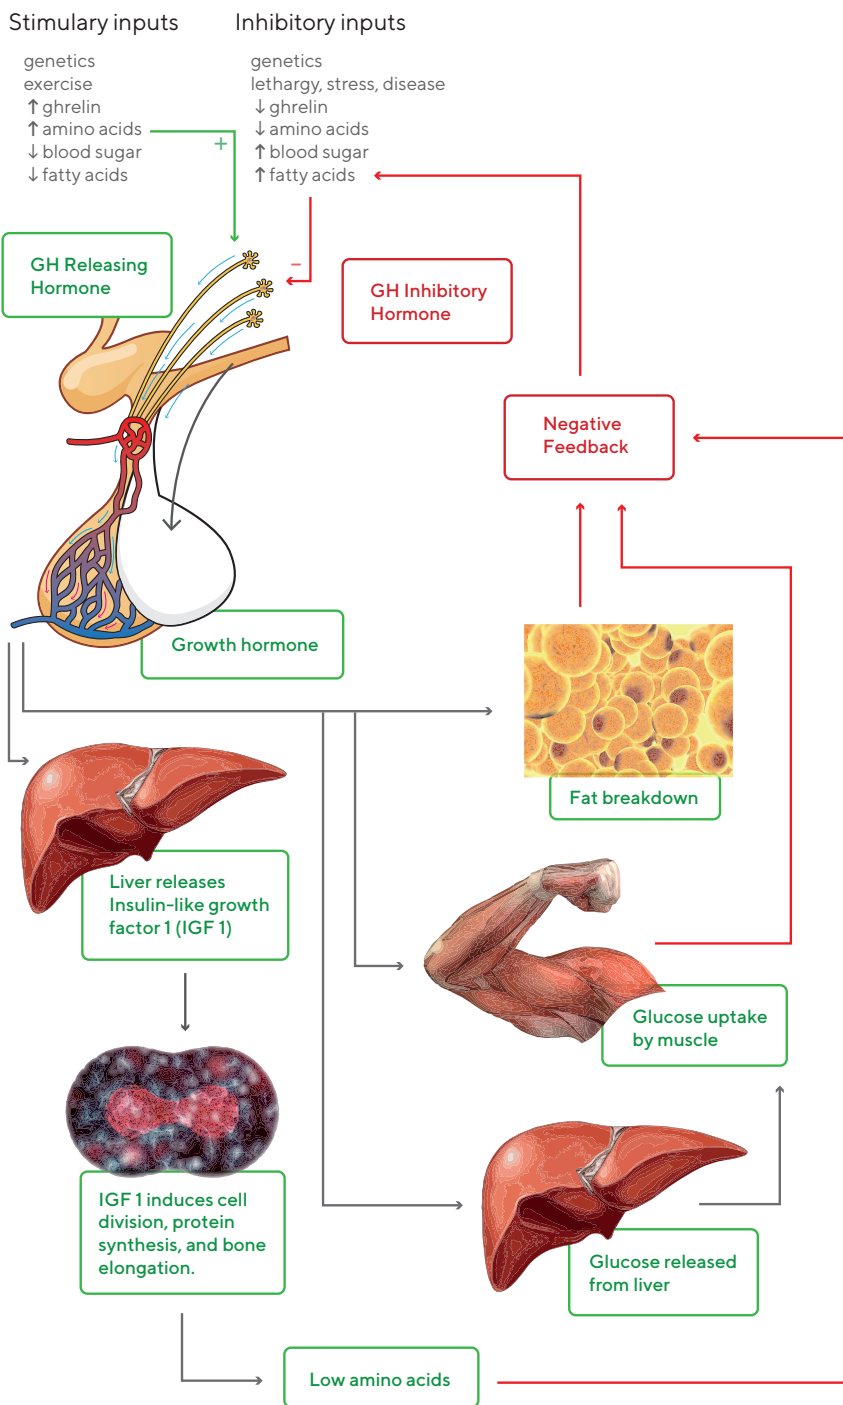 Stimulary inputs
genetics
exercise
↑ ghrelin
↑ amino acids
↓ blood sugar
↓ fatty acids
Inhibitory inputs
genetics
lethargy, stress, disease
↓ ghrelin
↓ amino acids
↑ blood sugar
↑ fatty acids
+
−
GH Releasing
Hormone
GH Inhibitory
Hormone
Negative
Feedback
Growth hormone
Fat breakdown
Liver releases
Insulin-like growth
factor 1 (IGF 1)
Glucose uptake
by muscle
IGF 1 induces cell
division, protein
synthesis, and bone
elongation.
Glucose released
from liver
Low amino acids